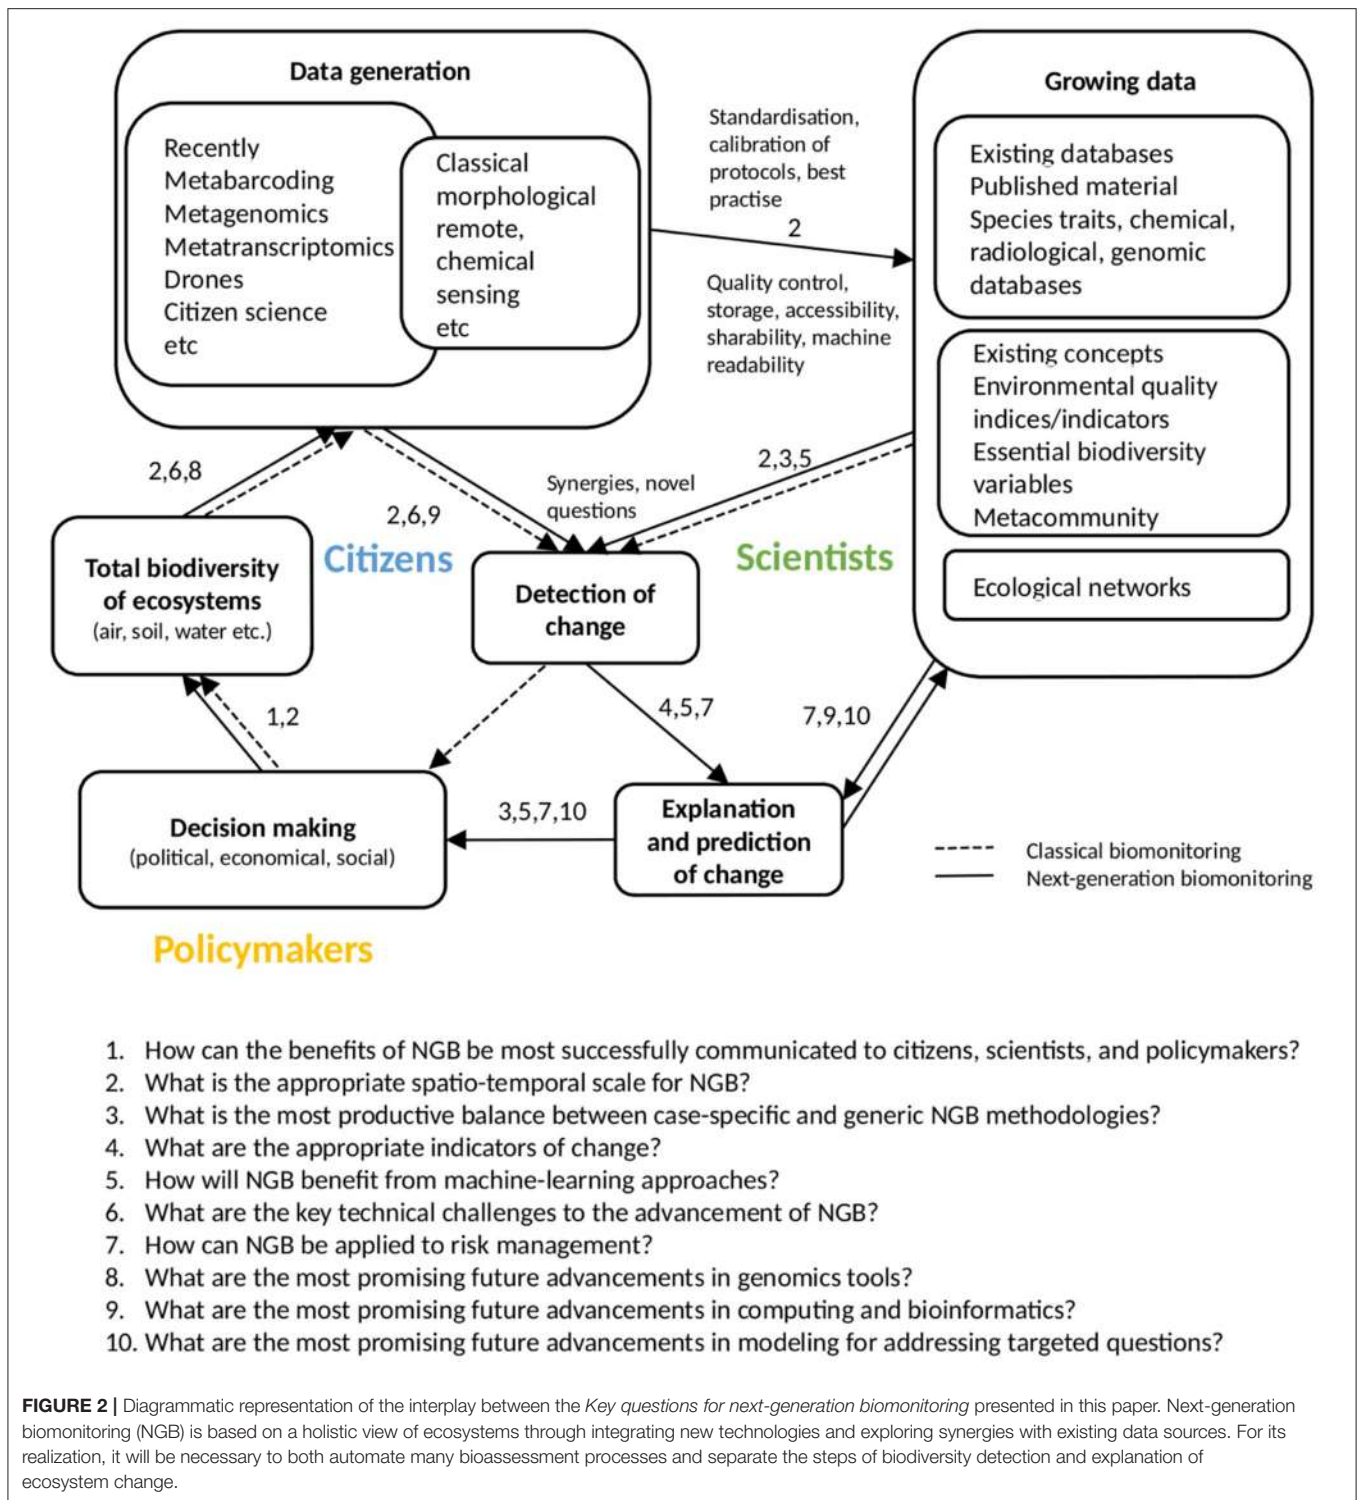 Data generation
Recently
Metabarcoding
Metagenomics
Metatranscriptomics
Drones
Citizen science
etc
Classical
morphological
remote,
chemical
sensing
etc
Standardisation,
calibration of
protocols, best
practise
2
Quality control,
storage, accessibility,
sharability, machine
readability
Growing data
Existing databases
Published material
Species traits, chemical,
radiological, genomic
databases
Existing concepts
Environmental quality
indices/indicators
Essential biodiversity
variables
Metacommunity
Ecological networks
2,6,8
2,6,9
Synergies, novel
questions
2,3,5
Citizens
Scientists
Total biodiversity
of ecosystems
(air, soil, water etc.)
Detection of
change
1,2
4,5,7
7,9,10
Decision making
(political, economical, social)
3,5,7,10
Explanation
and prediction
of change
Classical biomonitoring
Next-generation biomonitoring
Policymakers
1. How can the benefits of NGB be most successfully communicated to citizens, scientists, and policymakers?
2. What is the appropriate spatio-temporal scale for NGB?
3. What is the most productive balance between case-specific and generic NGB methodologies?
4. What are the appropriate indicators of change?
5. How will NGB benefit from machine-learning approaches?
6. What are the key technical challenges to the advancement of NGB?
7. How can NGB be applied to risk management?
8. What are the most promising future advancements in genomics tools?
9. What are the most promising future advancements in computing and bioinformatics?
10. What are the most promising future advancements in modeling for addressing targeted questions?
FIGURE 2 | Diagrammatic representation of the interplay between the Key questions for next-generation biomonitoring presented in this paper. Next-generation
biomonitoring (NGB) is based on a holistic view of ecosystems through integrating new technologies and exploring synergies with existing data sources. For its
realization, it will be necessary to both automate many bioassessment processes and separate the steps of biodiversity detection and explanation of
ecosystem change.